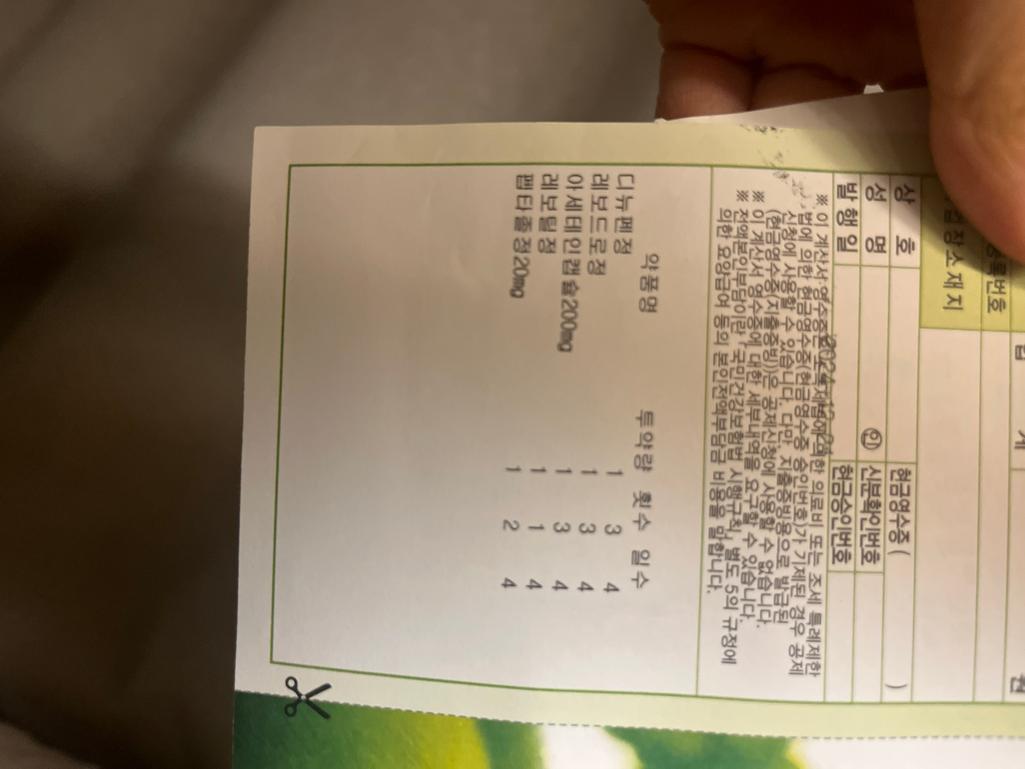 등록번호
업장소재지
상 호
현금영수증 ( )
성 명 ㊞ 신분확인번호
발 행 일 현금승인번호
※ 이 계산서·영수증은 소득세법에 의한 의료비 또는 조세 특례제한
법에 의한 현금영수증(현금영수증 승인번호)가 기재된 경우 공제
신청에 사용할 수 있습니다. 다만, 지출증빙용으로 발급된
(현금영수증(지출증빙))은 공제신청에 사용할 수 없습니다.
※ 이 계산서·영수증에 대한 세부내역을 요구할 수 있습니다.
※ 전액본인부담이란, 「국민건강보험법 시행규칙」 별도 5의 규정에
의한 요양급여 등의 본인전액부담금 비용을 말합니다.
약품명 투약량 횟수 일수
디뉴펜정 1 3 4
레보드로정 1 3 4
아세티인캡슐200mg 1 3 4
레보틸정 1 1 4
펩타졸정20mg 1 2 4